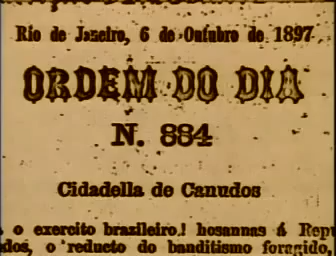 Rio de Janeiro, 6 de Outubro de 1897
ORDEM DO DIA
N. 884
Cidadella de Canudos
o exercito brazileiro! hosannas á Repu
dos, o reducto do banditismo foragido,